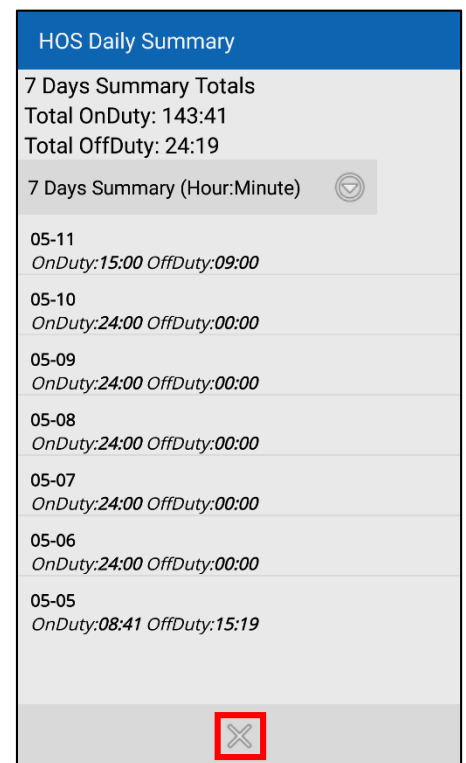 HOS Daily Summary
7 Days Summary Totals
Total OnDuty: 143:41
Total OffDuty: 24:19
7 Days Summary (Hour:Minute)
05-11
OnDuty:15:00 OffDuty:09:00
05-10
OnDuty:24:00 OffDuty:00:00
05-09
OnDuty:24:00 OffDuty:00:00
05-08
OnDuty:24:00 OffDuty:00:00
05-07
OnDuty:24:00 OffDuty:00:00
05-06
OnDuty:24:00 OffDuty:00:00
05-05
OnDuty:08:41 OffDuty:15:19